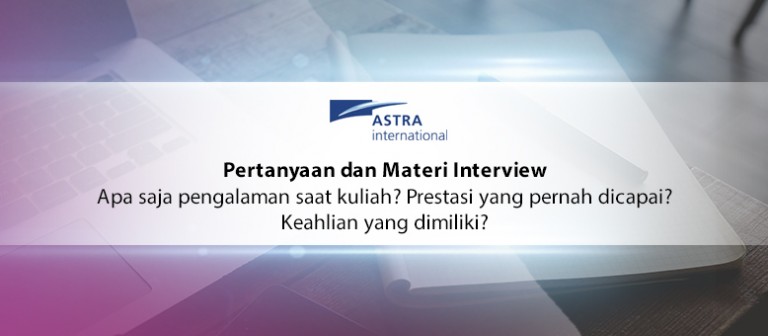 ASTRA
international
Pertanyaan dan Materi Interview
Apa saja pengalaman saat kuliah? Prestasi yang pernah dicapai?
Keahlian yang dimiliki?